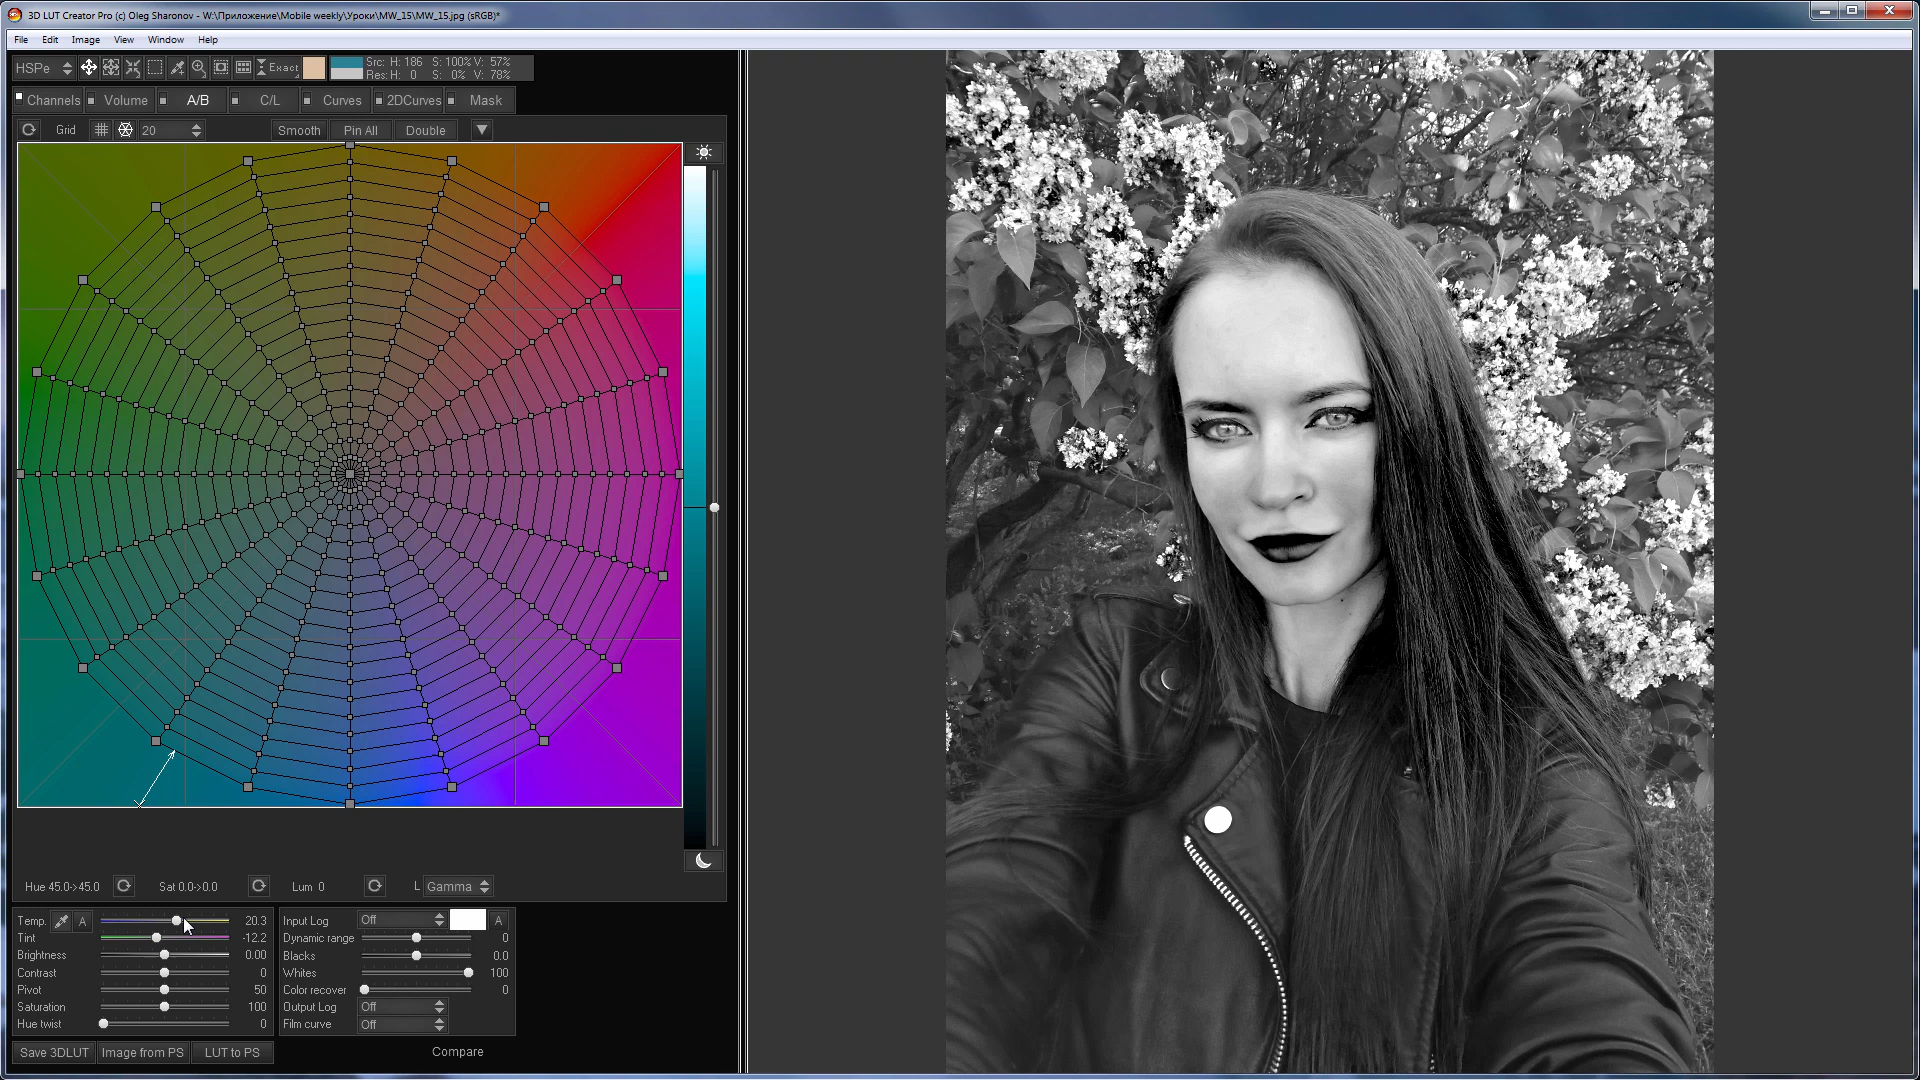 3D LUT Creator Pro (c) Oleg Sharonov - W:\Приложение\Mobile weekly\Уроки\MW_15\MW_15.jpg (sRGB)*
File Edit Image View Window Help
HSPe Exact Src: H: 186 S: 100% V: 57%
Res: H: 0 S: 0% V: 78%
Channels Volume A/B C/L Curves 2DCurves Mask
Grid 20 Smooth Pin All Double
Hue 45.0->45.0 Sat 0.0->0.0 Lum 0 L Gamma
Temp. A 20.3 Input Log Off A
Tint -12.2 Dynamic range 0
Brightness 0.00 Blacks 0.0
Contrast 0 Whites 100
Pivot 50 Color recover 0
Saturation 100 Output Log Off
Hue twist 0 Film curve Off
Save 3DLUT Image from PS LUT to PS Compare